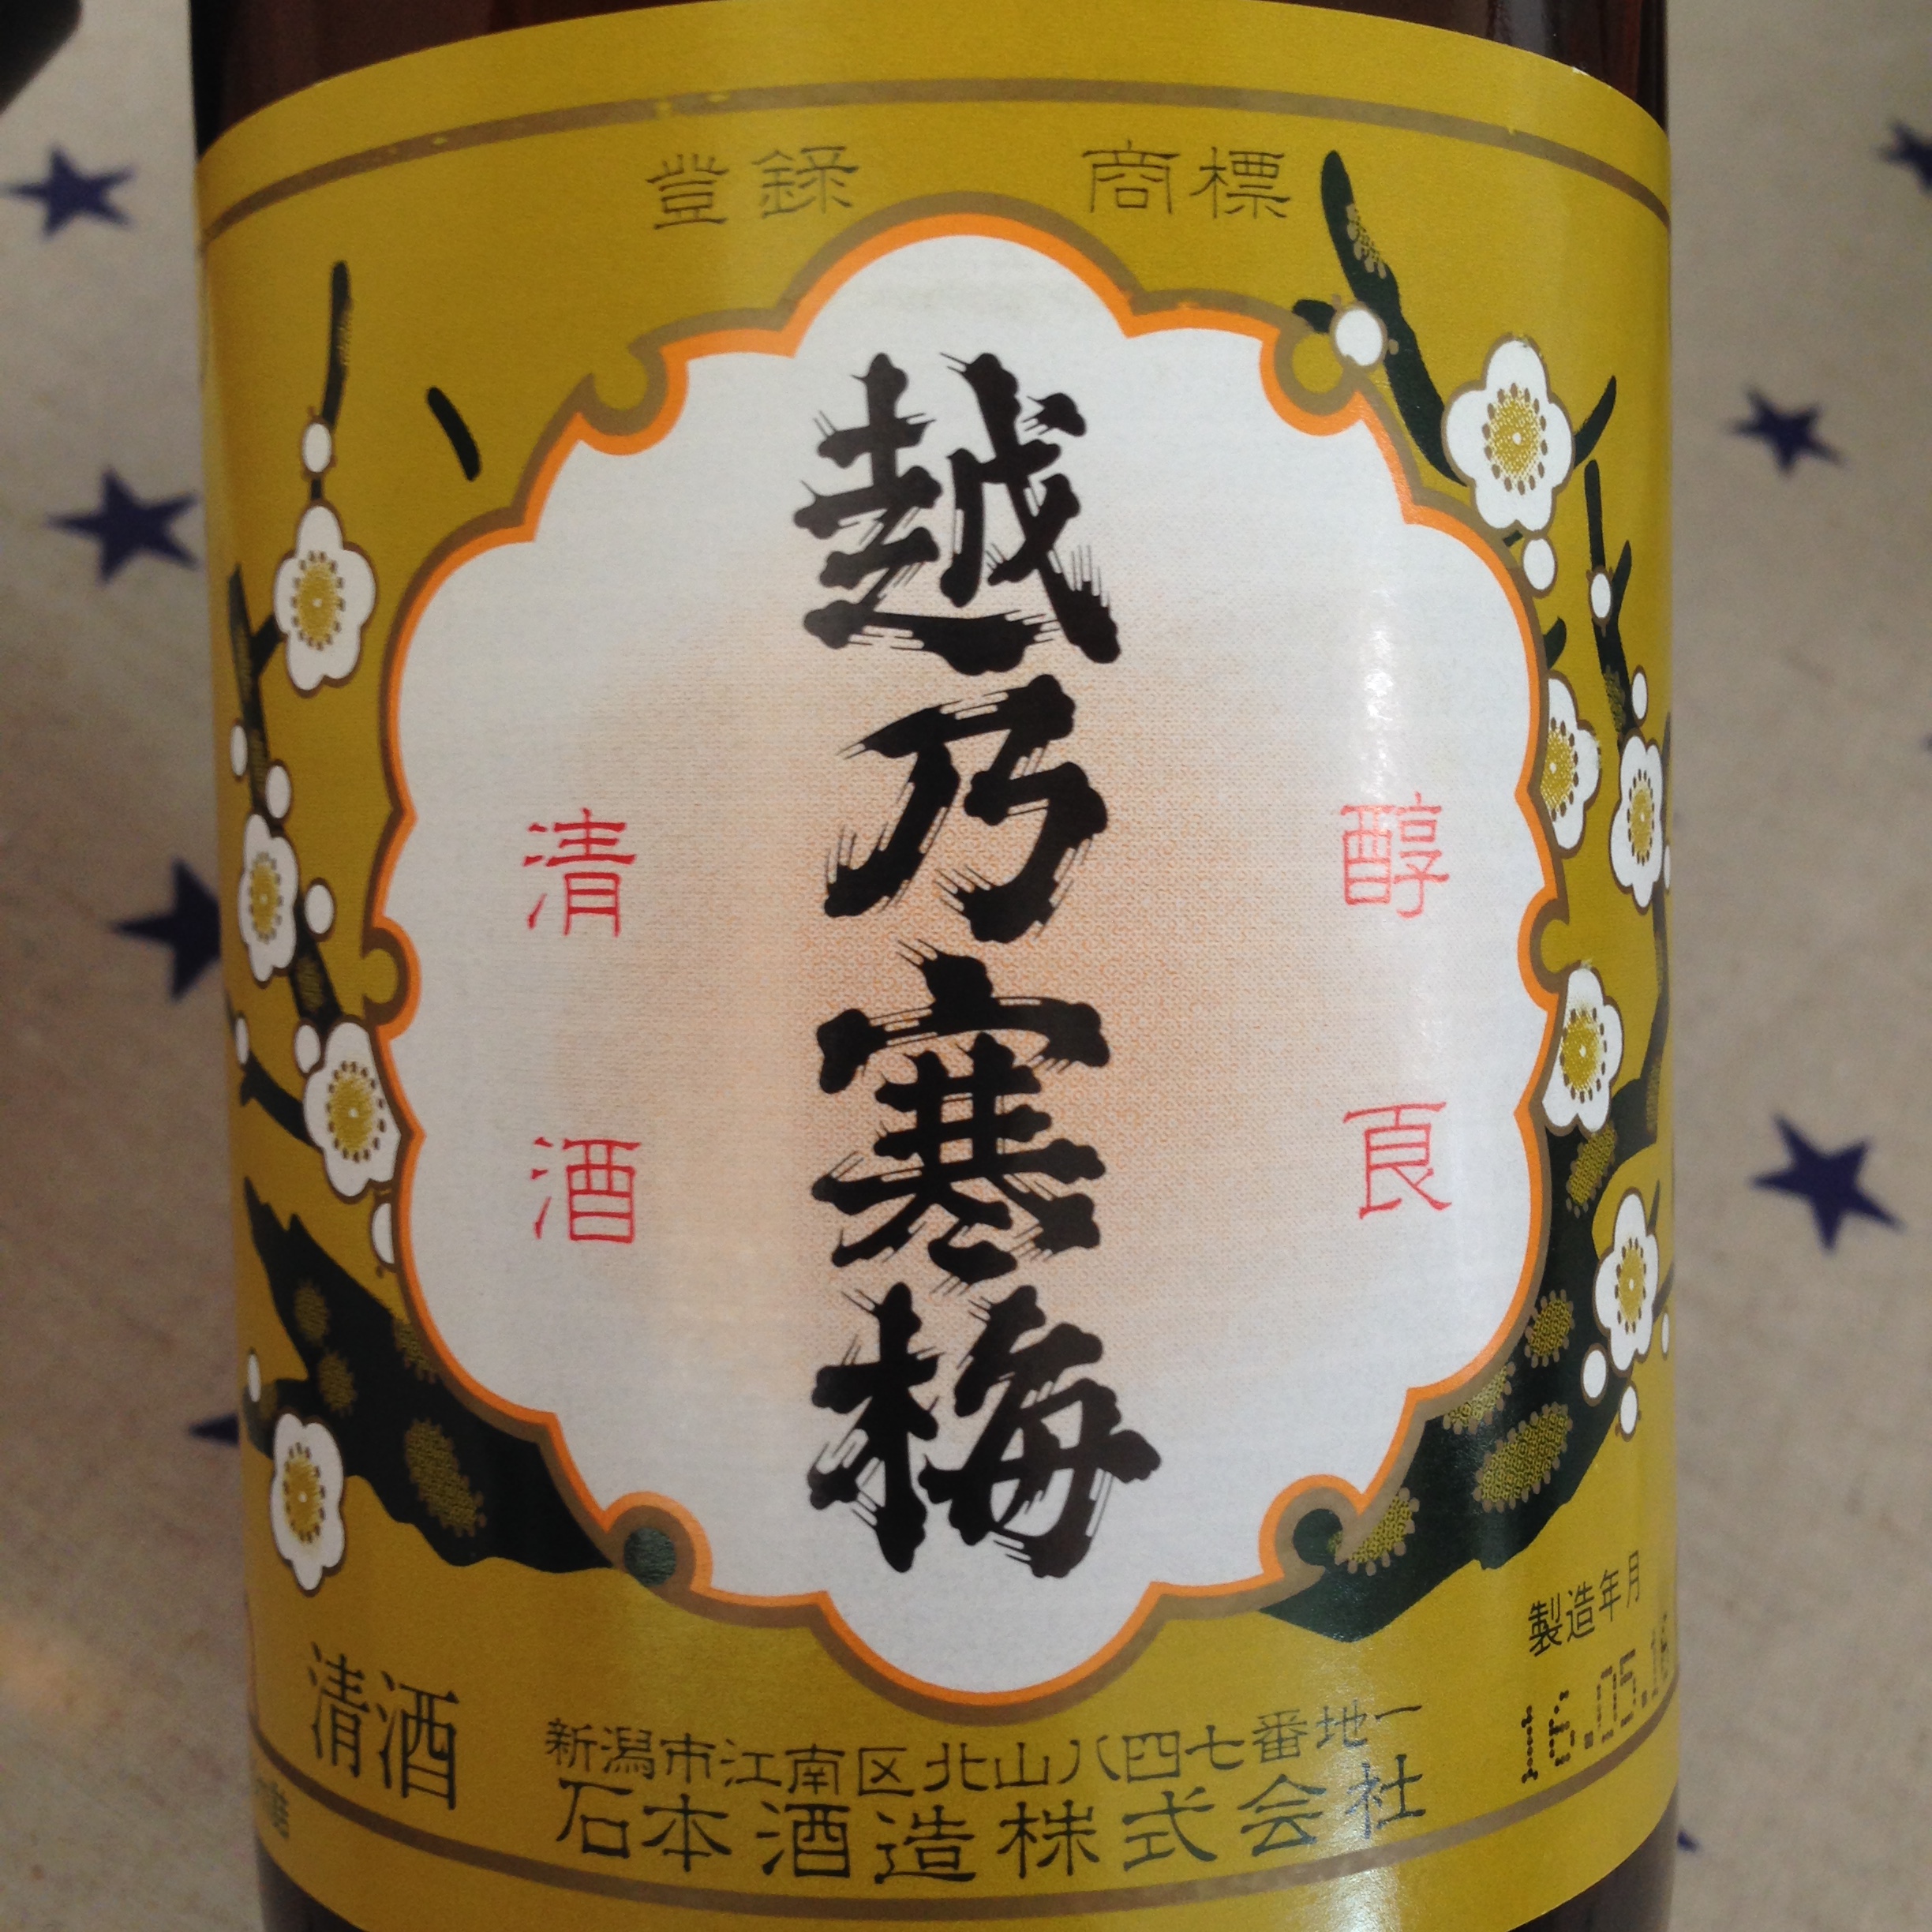 登録 商標
越乃寒梅
醇良
清酒
製造年月
16.05.16
清酒
新潟市江南区北山八四七番地一
石本酒造株式会社